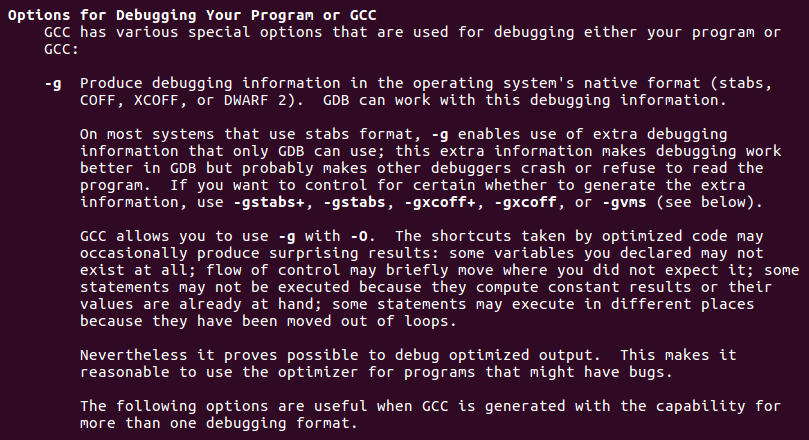 Options for Debugging Your Program or GCC
GCC has various special options that are used for debugging either your program or
GCC:
-g Produce debugging information in the operating system's native format (stabs,
COFF, XCOFF, or DWARF 2). GDB can work with this debugging information.
On most systems that use stabs format, -g enables use of extra debugging
information that only GDB can use; this extra information makes debugging work
better in GDB but probably makes other debuggers crash or refuse to read the
program. If you want to control for certain whether to generate the extra
information, use -gstabs+, -gstabs, -gxcoff+, -gxcoff, or -gvms (see below).
GCC allows you to use -g with -O. The shortcuts taken by optimized code may
occasionally produce surprising results: some variables you declared may not
exist at all; flow of control may briefly move where you did not expect it; some
statements may not be executed because they compute constant results or their
values are already at hand; some statements may execute in different places
because they have been moved out of loops.
Nevertheless it proves possible to debug optimized output. This makes it
reasonable to use the optimizer for programs that might have bugs.
The following options are useful when GCC is generated with the capability for
more than one debugging format.